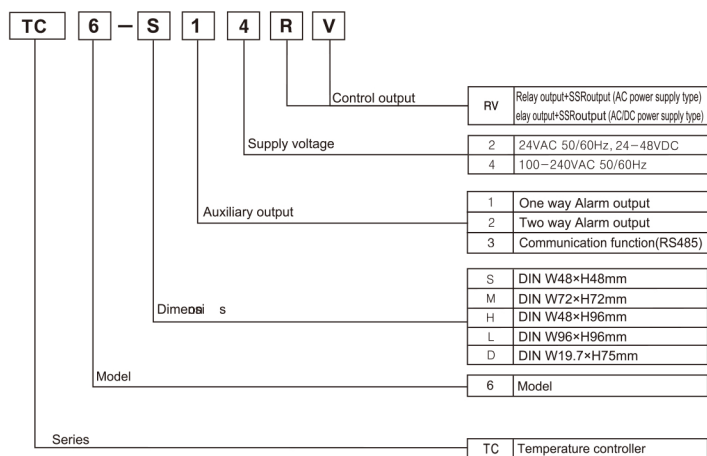 TC 6 － S 1 4 R V
Control output
RV Relay output+SSRoutput (AC power supply type)
elay output+SSRoutput (AC/DC power supply type)
Supply voltage
2 24VAC 50/60Hz, 24－48VDC
4 100－240VAC 50/60Hz
Auxiliary output
1 One way Alarm output
2 Two way Alarm output
3 Communication function(RS485)
S DIN W48×H48mm
M DIN W72×H72mm
Dimensi s
H DIN W48×H96mm
L DIN W96×H96mm
D DIN W19.7×H75mm
Model
6 Model
Series
TC Temperature controller